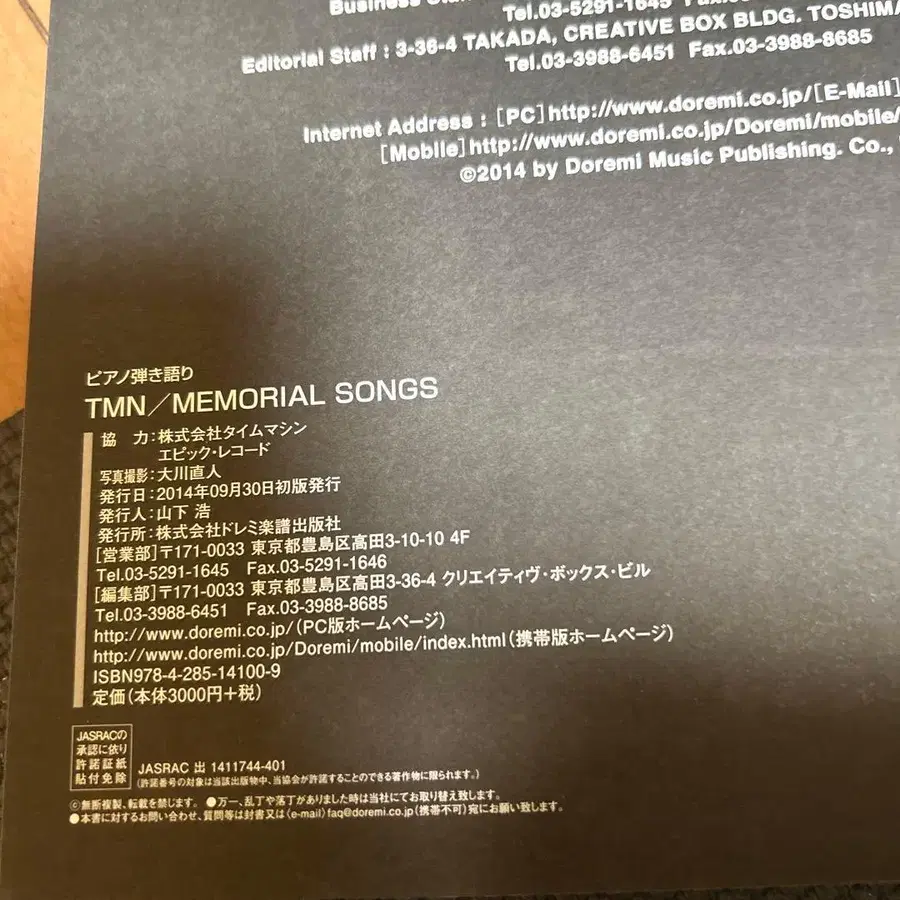 Business
Tel.03-5291-1645
Editorial Staff : 3-36-4 TAKADA, CREATIVE BOX BLDG. TOSHIMA
Tel.03-3988-6451 Fax.03-3988-8685
Internet Address : [PC]http://www.doremi.co.jp/[E-Mail]
[Mobile]http://www.doremi.co.jp/Doremi/mobile/
©2014 by Doremi Music Publishing. Co.,
ピアノ弾き語り
TMN／MEMORIAL SONGS
協　力：株式会社タイムマシン
エピック・レコード
写真撮影：大川直人
発行日：2014年09月30日初版発行
発行人：山下 浩
発行所：株式会社ドレミ楽譜出版社
[営業部]〒171-0033 東京都豊島区高田3-10-10 4F
Tel.03-5291-1645　Fax.03-5291-1646
[編集部]〒171-0033 東京都豊島区高田3-36-4 クリエイティヴ・ボックス・ビル
Tel.03-3988-6451　Fax.03-3988-8685
http://www.doremi.co.jp/(PC版ホームページ)
http://www.doremi.co.jp/Doremi/mobile/index.html(携帯版ホームページ)
ISBN978-4-285-14100-9
定価(本体3000円+税)
JASRACの
承認に依り
許諾証紙
貼付免除
JASRAC 出 1411744-401
(許諾番号の対象は当該出版物中、当協会が許諾することのできる著作物に限られます。)
ⓒ無断複製、転載を禁じます。●万一、乱丁や落丁がありました時は当社にてお取り替え致します。
●本書に対するお問い合わせ、質問等は封書又は〈e-mail〉faq@doremi.co.jp(携帯不可)宛にお願い致します。